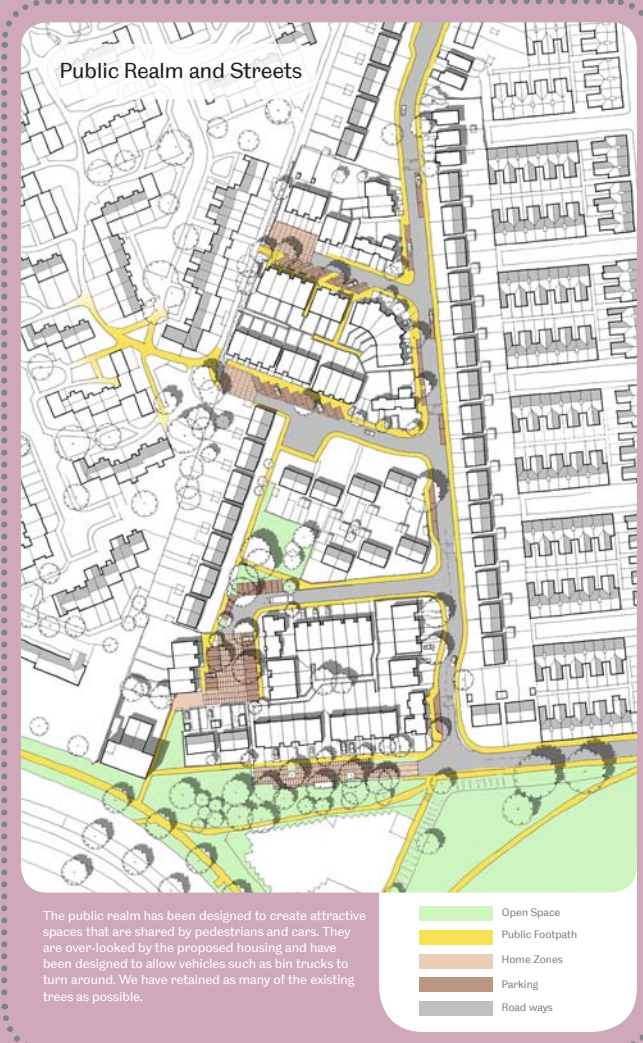 Public Realm and Streets
The public realm has been designed to create attractive
spaces that are shared by pedestrians and cars. They
are over-looked by the proposed housing and have
been designed to allow vehicles such as bin trucks to
turn around. We have retained as many of the existing
trees as possible.
Open Space
Public Footpath
Home Zones
Parking
Road ways